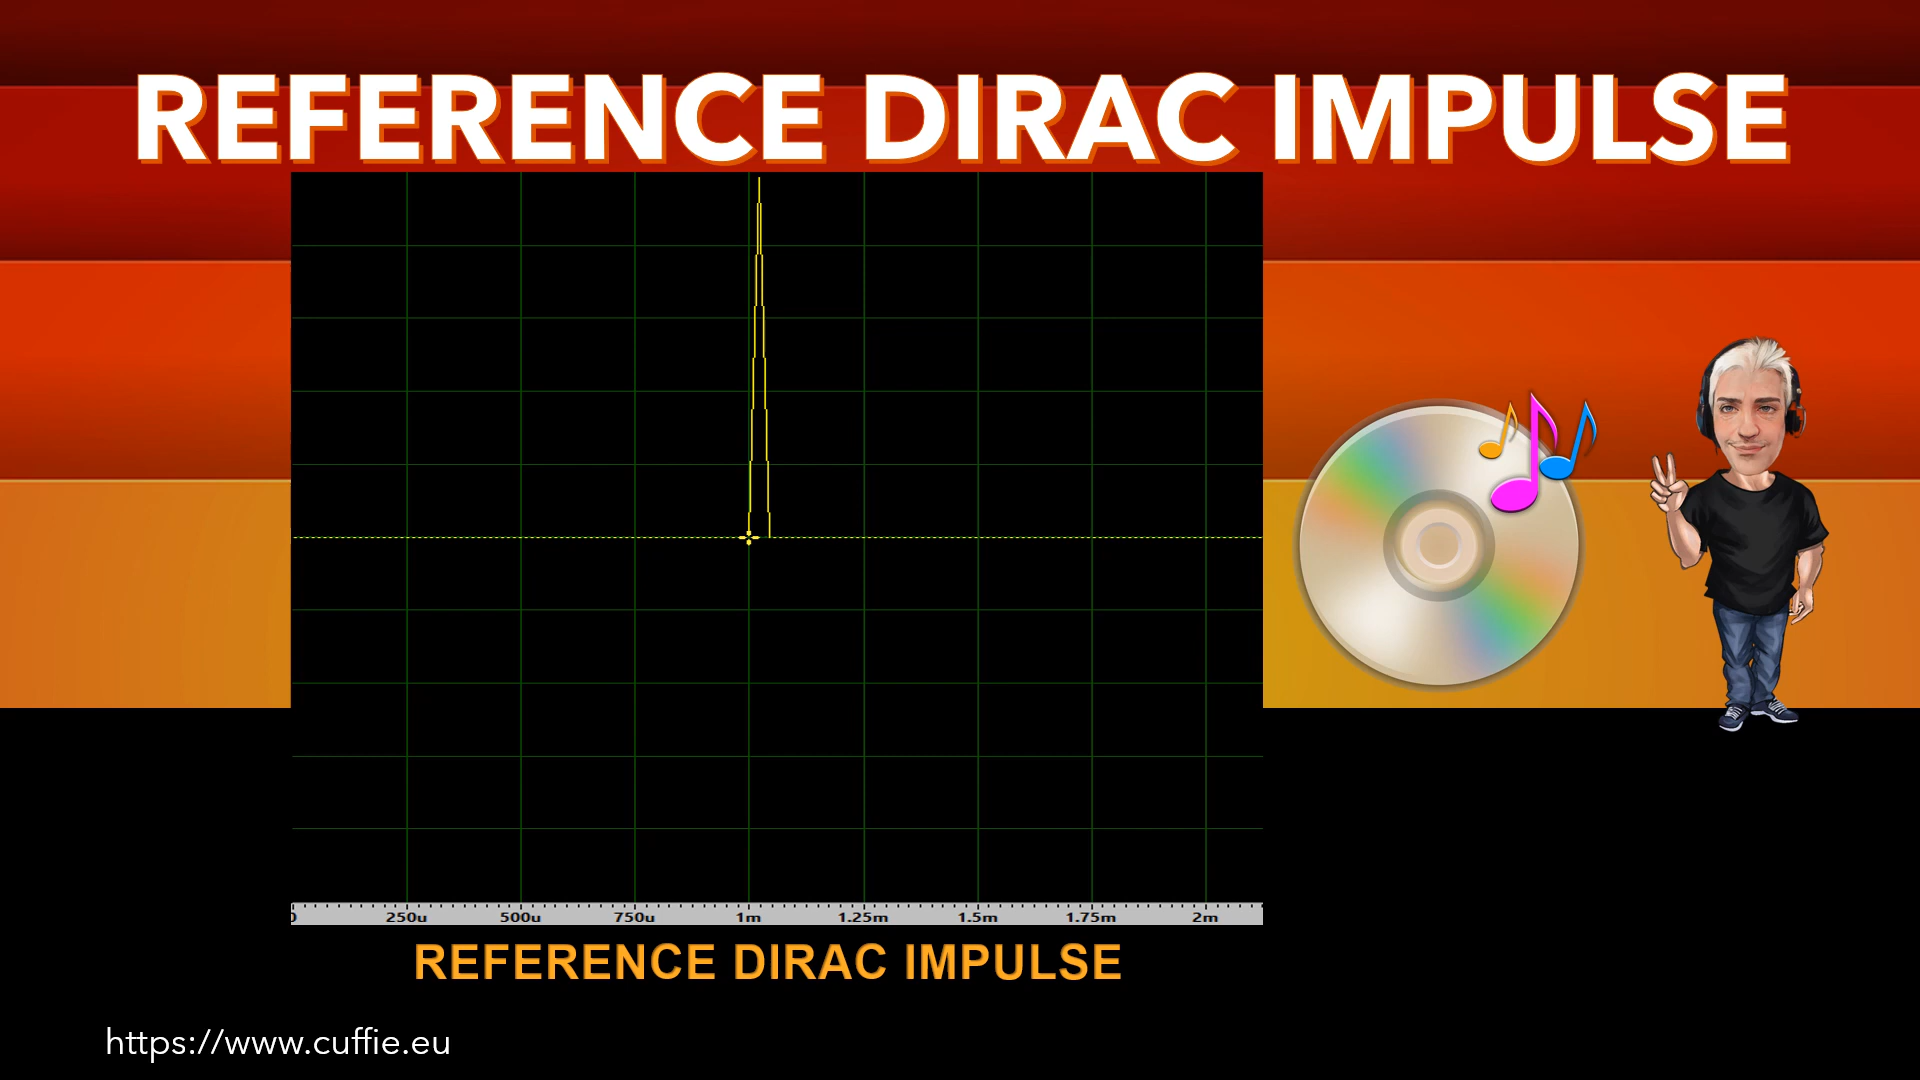 REFERENCE DIRAC IMPULSE
0 250u 500u 750u 1m 1.25m 1.5m 1.75m 2m
REFERENCE DIRAC IMPULSE
https://www.cuffie.eu